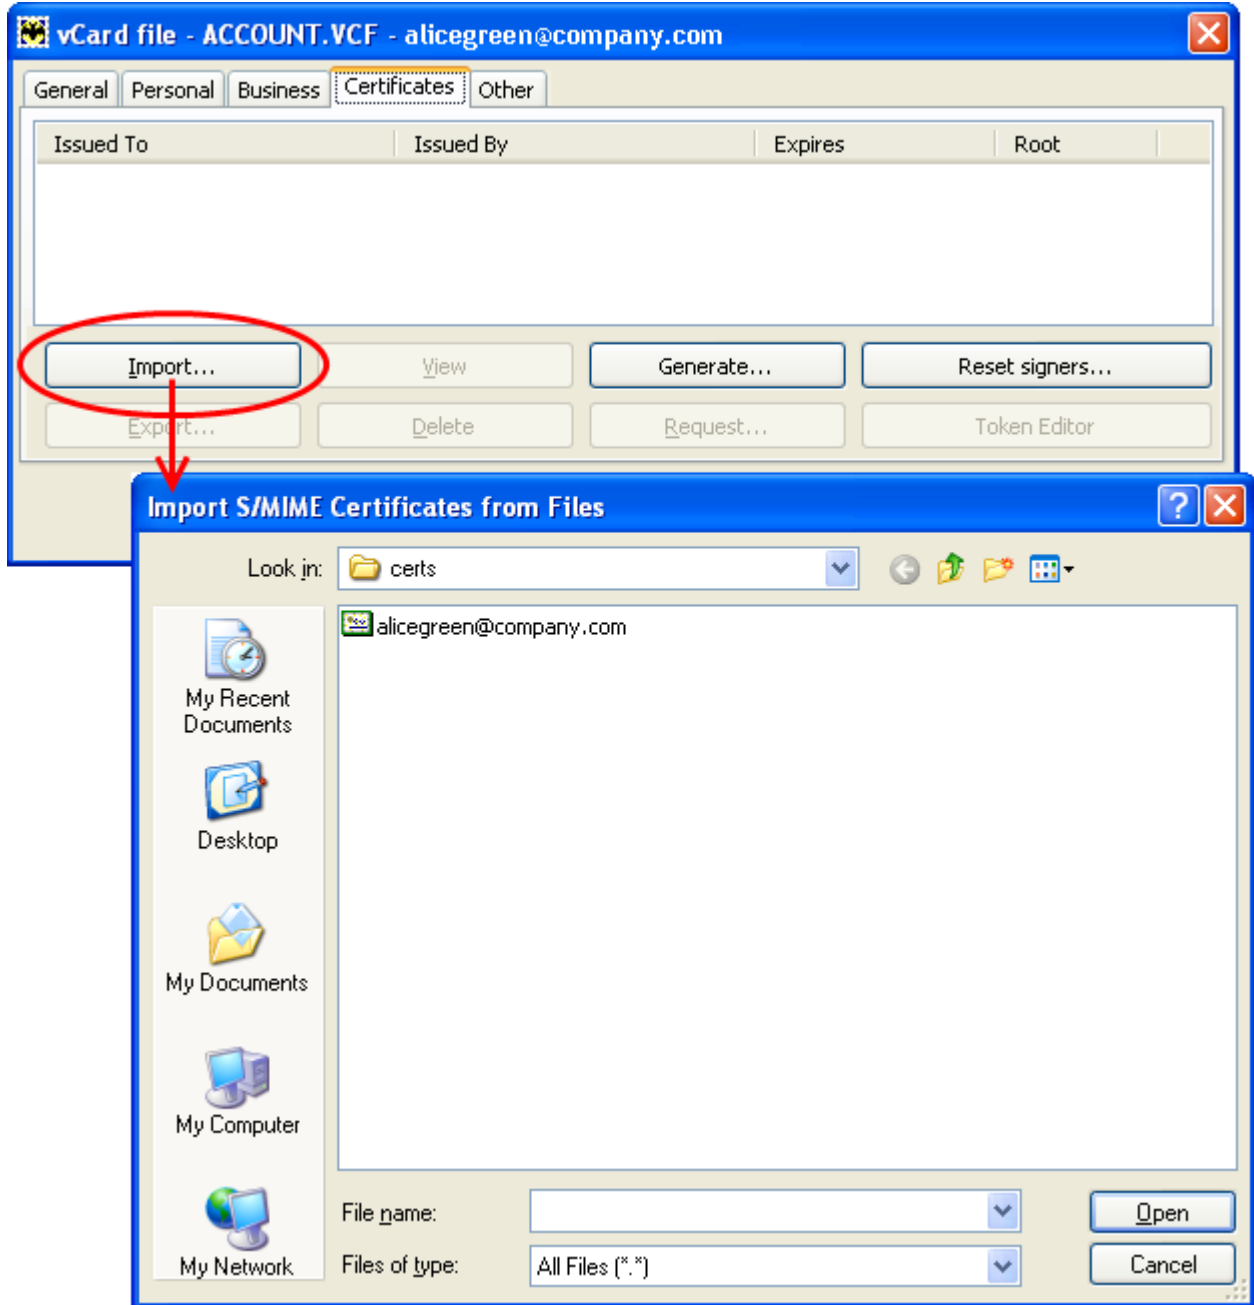 vCard file - ACCOUNT.VCF - alicegreen@company.com
General Personal Business Certificates Other
Issued To Issued By Expires Root
Import... View Generate... Reset signers...
Export... Delete Request... Token Editor
Import S/MIME Certificates from Files
Look in: certs
alicegreen@company.com
My Recent
Documents
Desktop
My Documents
My Computer
My Network
File name: Open
Files of type: All Files (*.*) Cancel